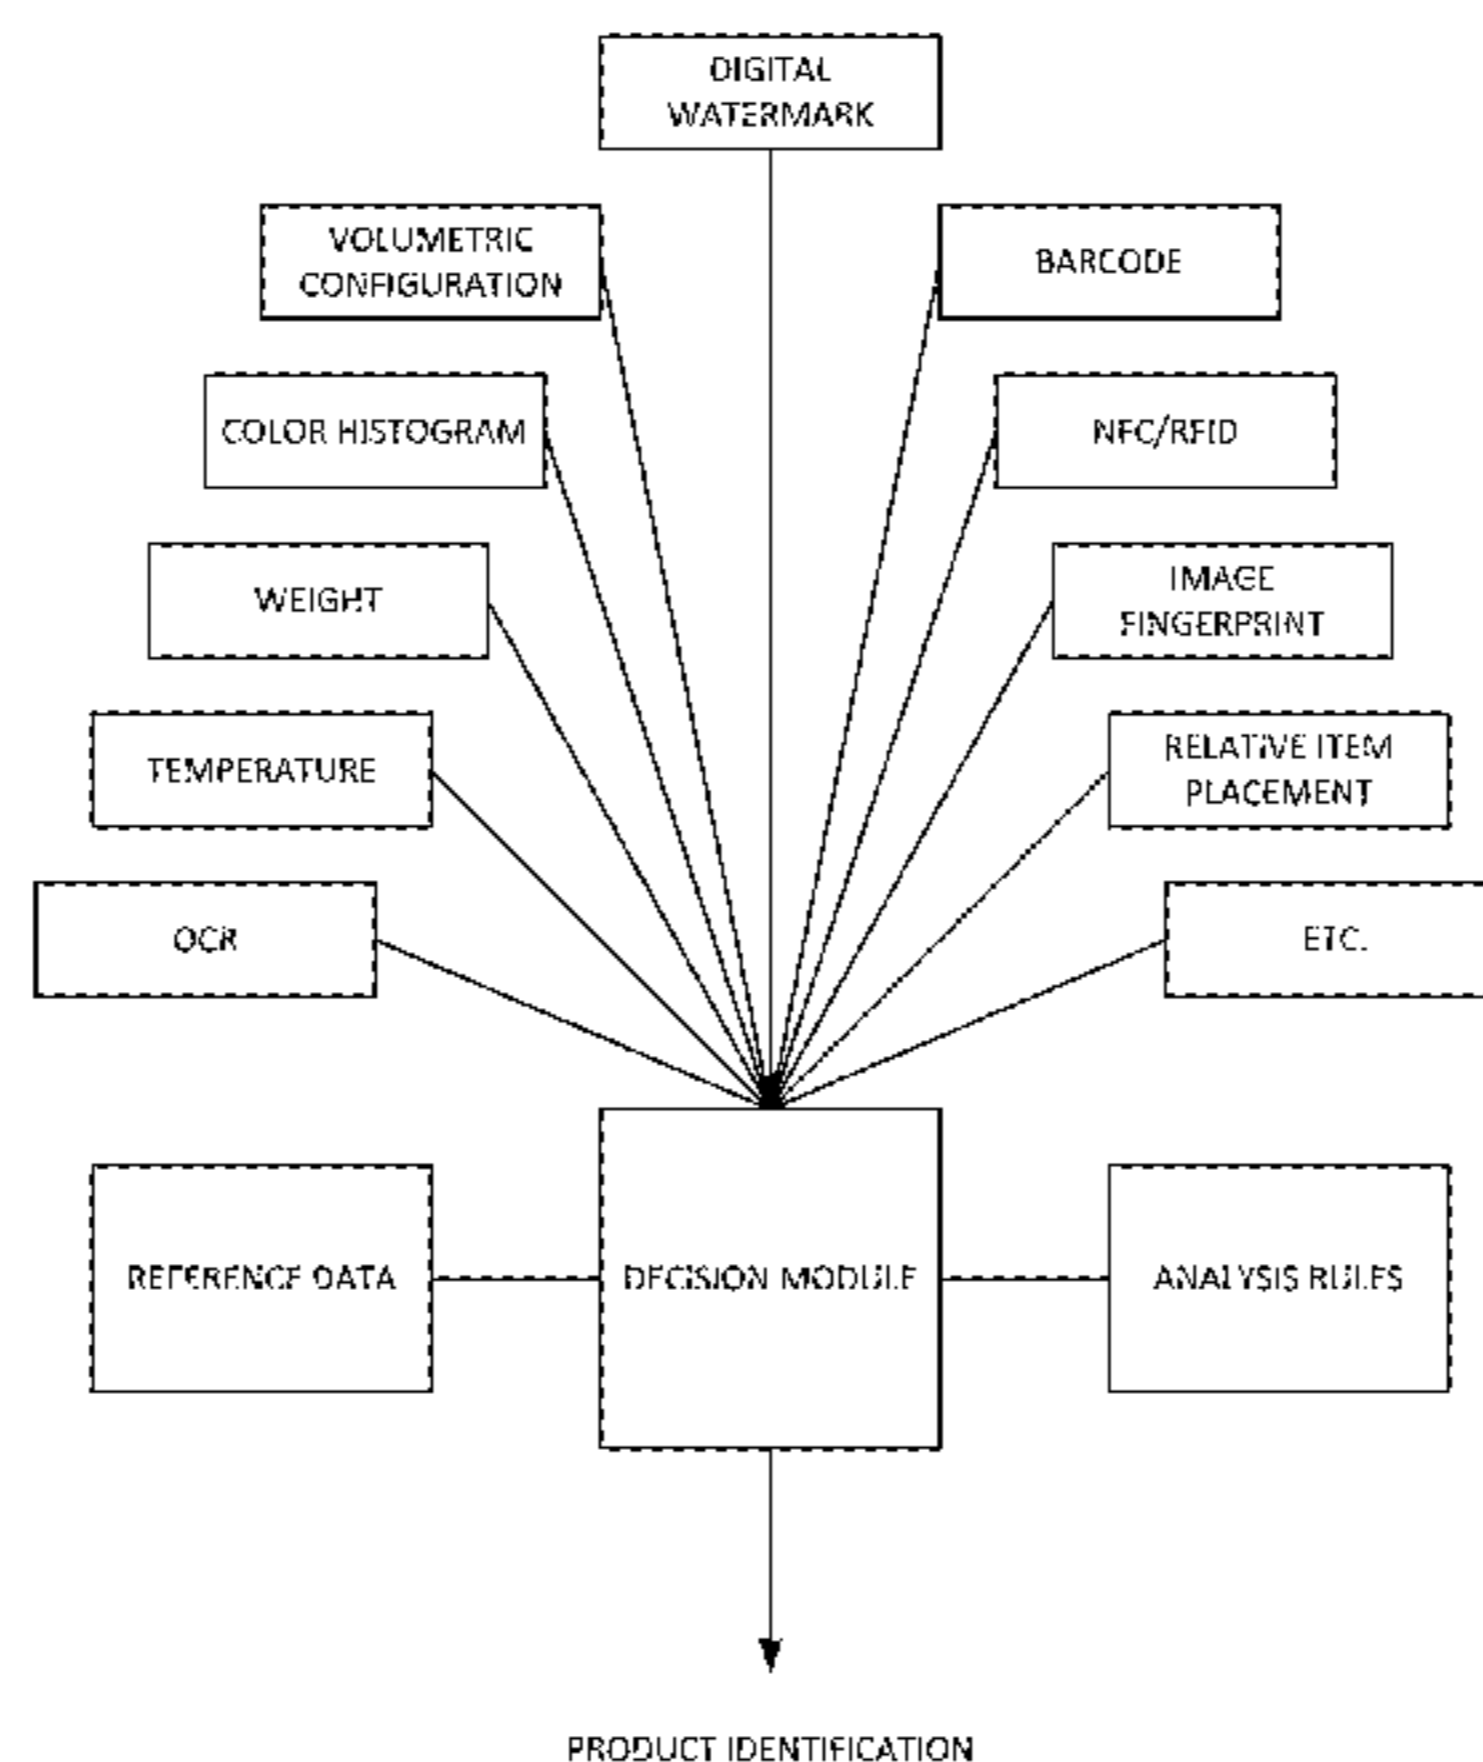 DIGITAL
WATERMARK
VOLUMETRIC
CONFIGURATION
BARCODE
COLOR HISTOGRAM
NFC/RFID
WEIGHT
IMAGE
FINGERPRINT
TEMPERATURE
RELATIVE ITEM
PLACEMENT
OCR
ETC.
REFERENCE DATA
DECISION MODULE
ANALYSIS RULES
PRODUCT IDENTIFICATION